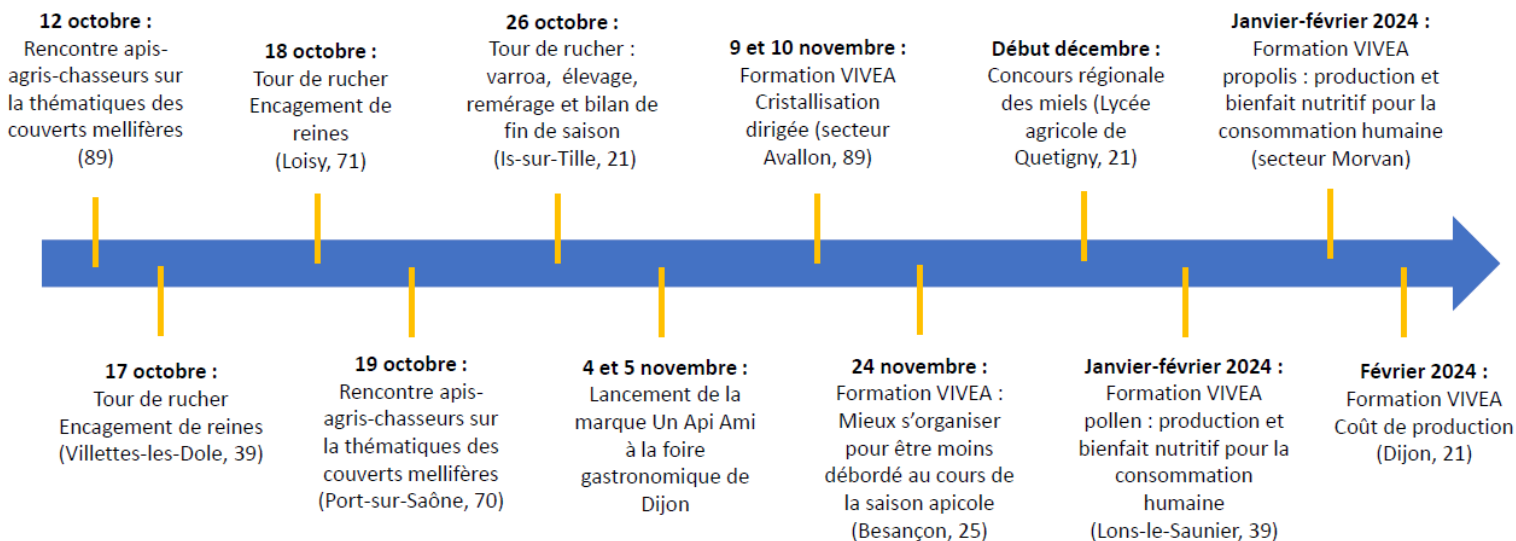 12 octobre :
Rencontre apis-
agris-chasseurs sur
la thématiques des
couverts mellifères
(89)
18 octobre :
Tour de rucher
Encagement de
reines
(Loisy, 71)
26 octobre :
Tour de rucher :
varroa, élevage,
remérage et bilan de
fin de saison
(Is-sur-Tille, 21)
9 et 10 novembre :
Formation VIVEA
Cristallisation
dirigée (secteur
Avallon, 89)
Début décembre :
Concours régionale
des miels (Lycée
agricole de
Quetigny, 21)
Janvier-février 2024 :
Formation VIVEA
propolis : production et
bienfait nutritif pour la
consommation humaine
(secteur Morvan)
17 octobre :
Tour de rucher
Encagement de reines
(Villettes-les-Dole, 39)
19 octobre :
Rencontre apis-
agris-chasseurs sur
la thématiques des
couverts mellifères
(Port-sur-Saône, 70)
4 et 5 novembre :
Lancement de la
marque Un Api Ami
à la foire
gastronomique de
Dijon
24 novembre :
Formation VIVEA :
Mieux s’organiser
pour être moins
débordé au cours de
la saison apicole
(Besançon, 25)
Janvier-février 2024 :
Formation VIVEA
pollen : production et
bienfait nutritif pour la
consommation
humaine
(Lons-le-Saunier, 39)
Février 2024 :
Formation VIVEA
Coût de production
(Dijon, 21)